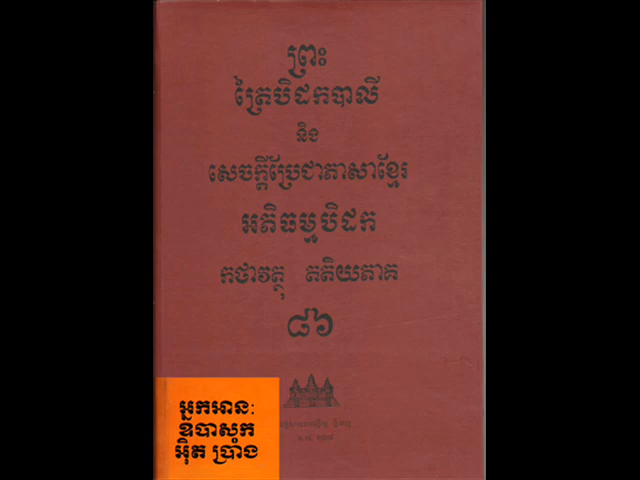 ព្រះ
ត្រៃបិដកបាលី
និង
សេចក្តីប្រែជាភាសាខ្មែរ
អភិធម្មបិដក
កថាវត្ថុ តតិយភាគ
៨៦
អ្នកអានៈ
ឧបាសក
អុិត ប្រាំង